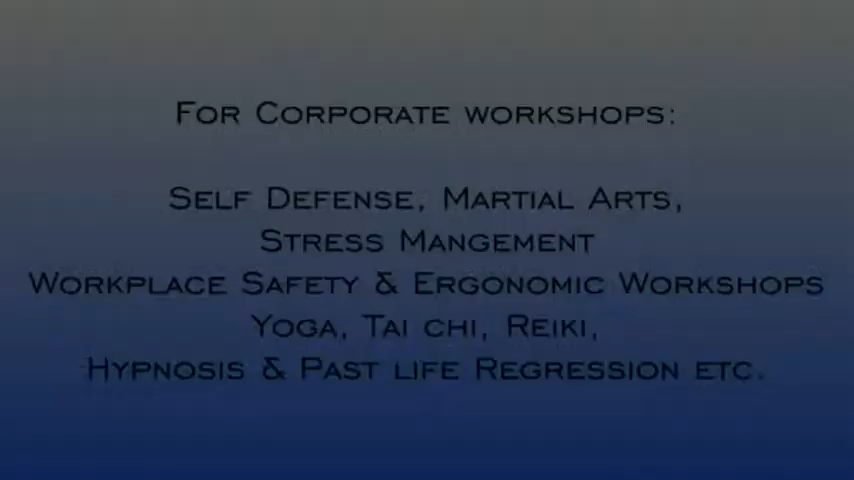 For Corporate workshops:
Self Defense, Martial Arts,
Stress Mangement
Workplace Safety & Ergonomic Workshops
Yoga, Tai chi, Reiki,
Hypnosis & Past life Regression etc.